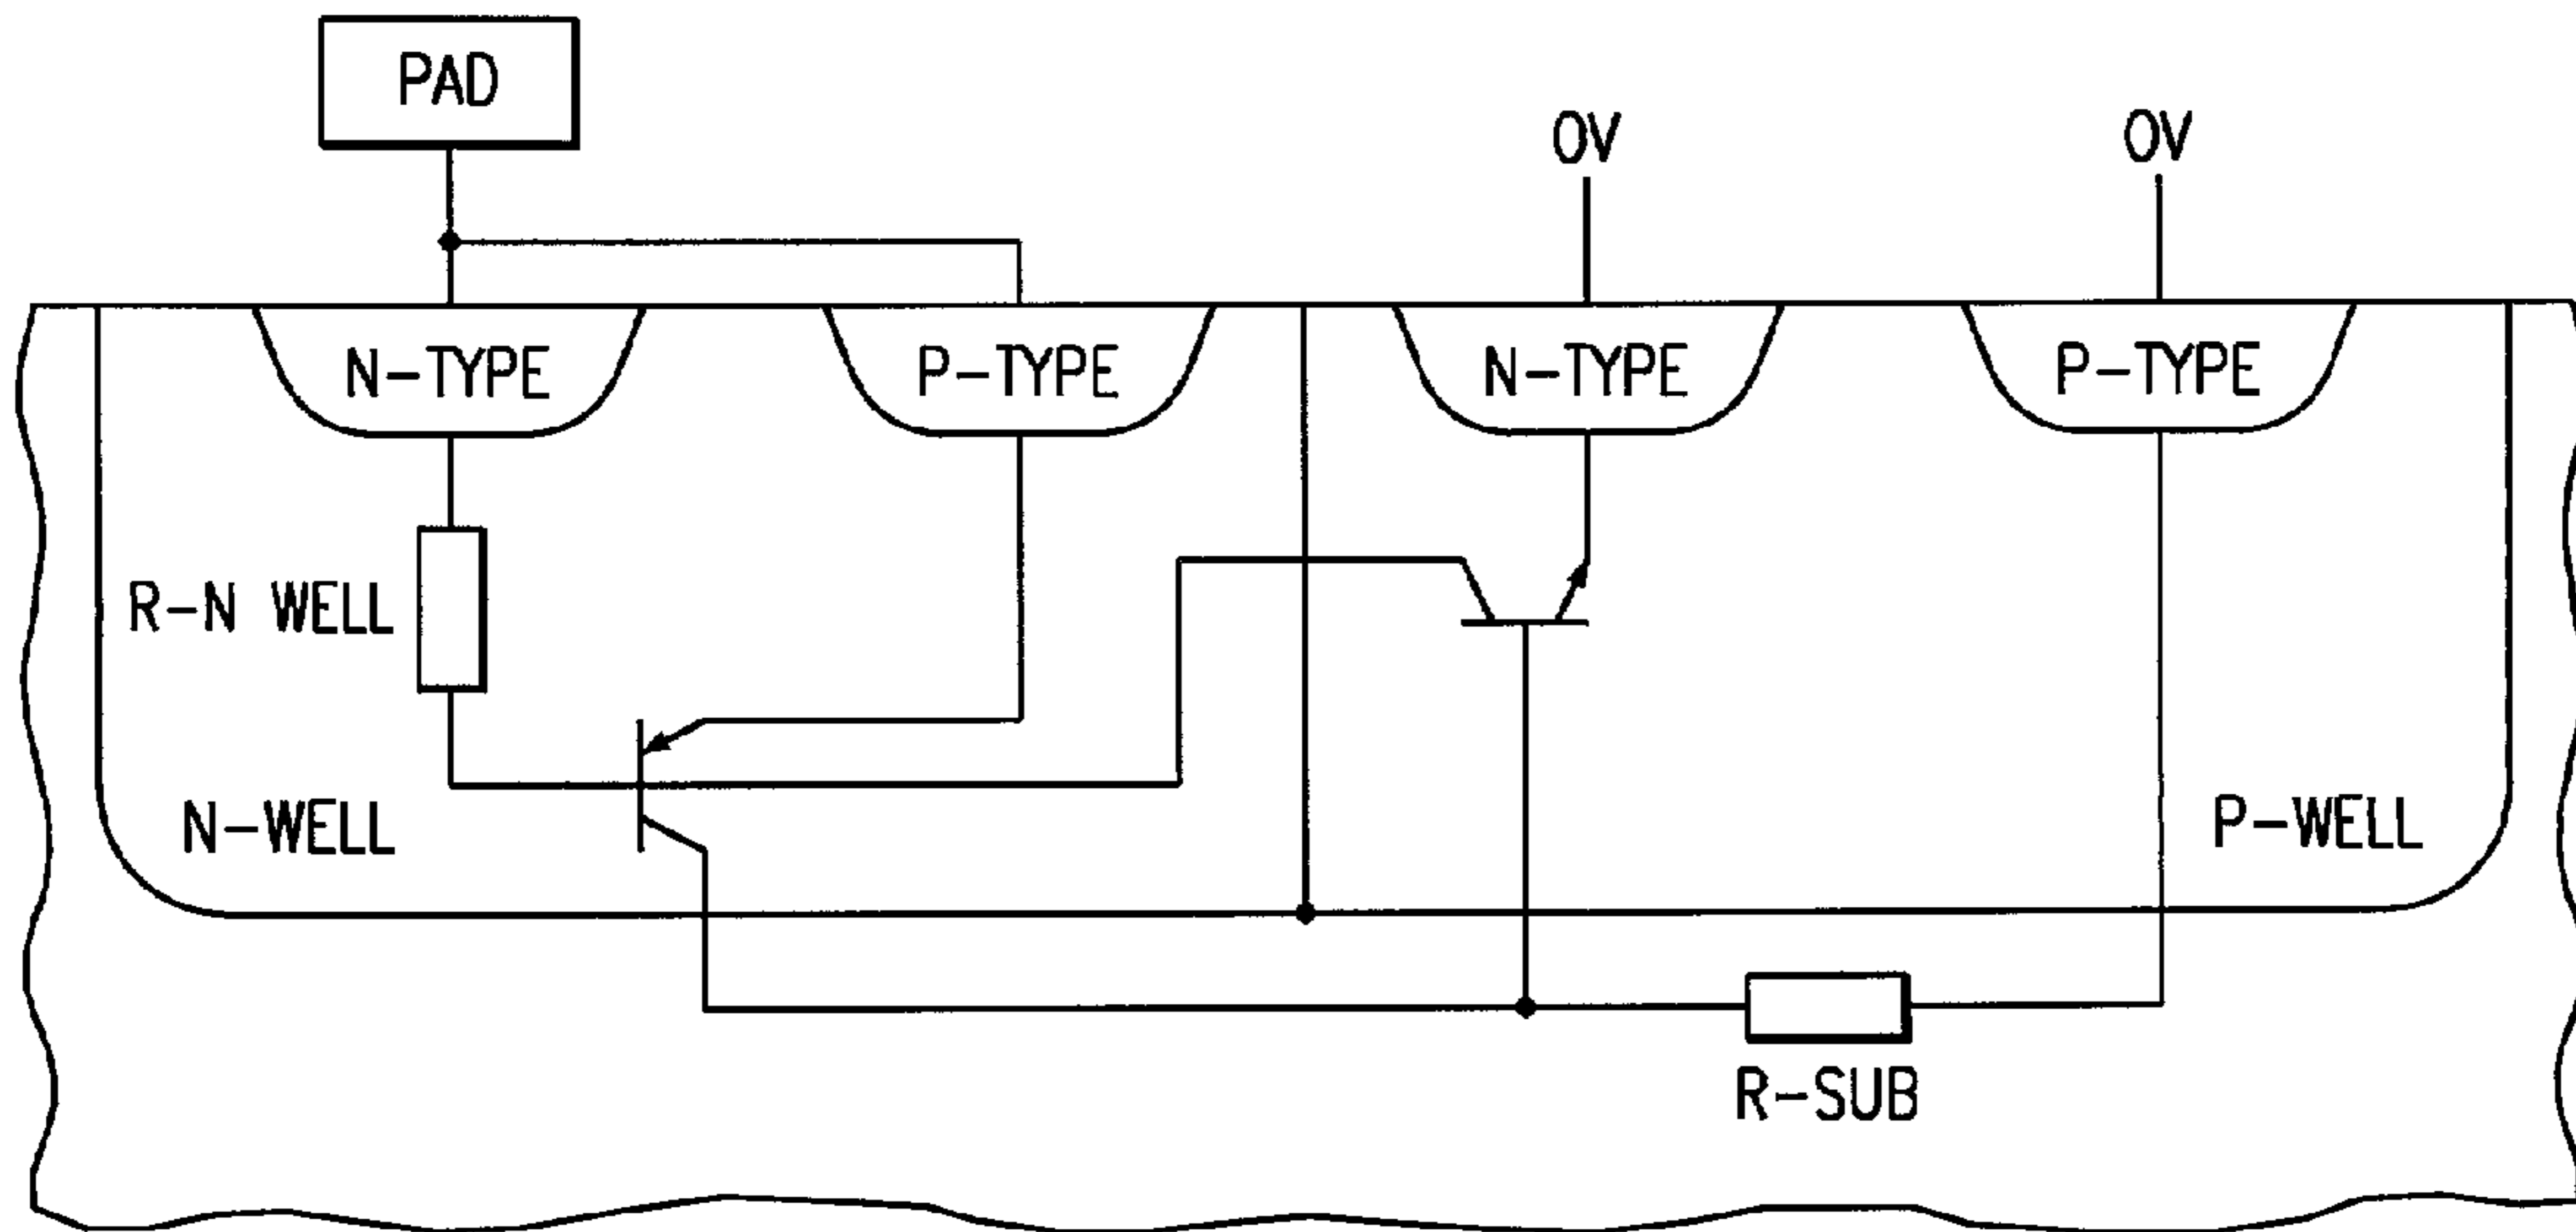 PAD
0V
0V
N-TYPE
P-TYPE
N-TYPE
P-TYPE
R-N WELL
N-WELL
P-WELL
R-SUB